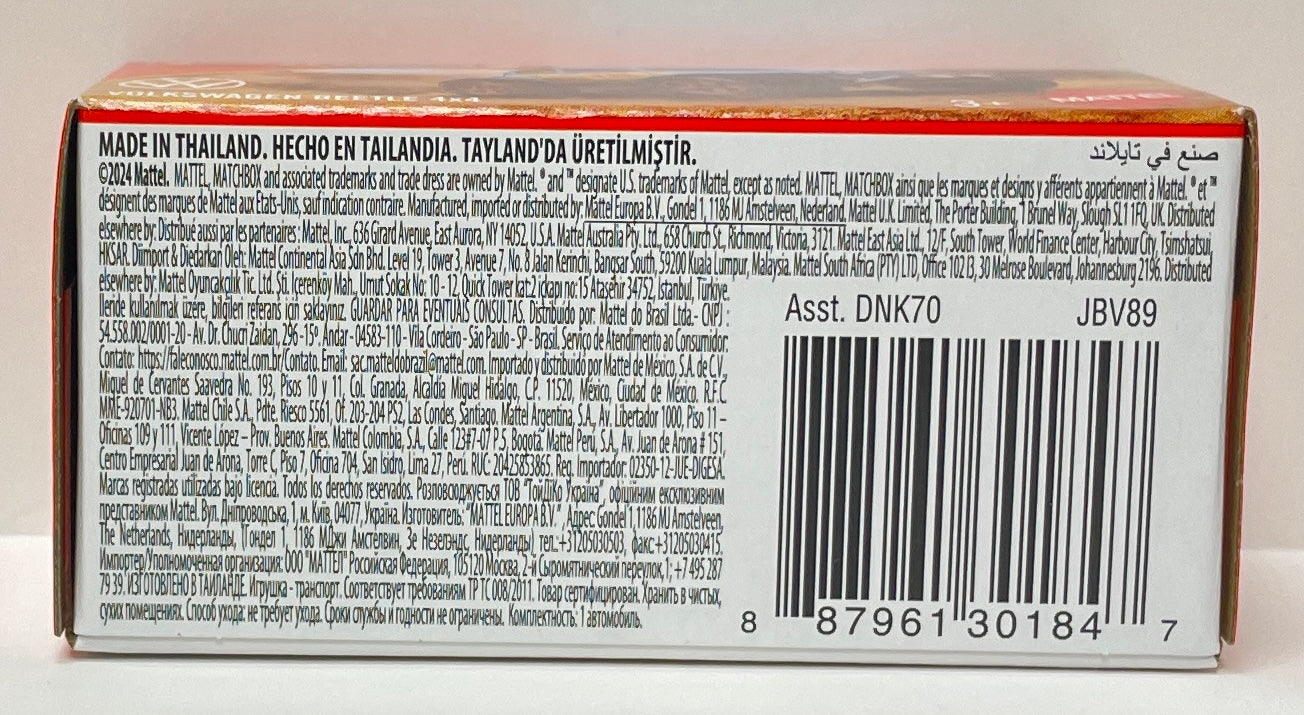 VOLKSWAGEN BEETLE 4x4
3+
MATTEL
MADE IN THAILAND. HECHO EN TAILANDIA. TAYLAND'DA ÜRETİLMİŞTİR.
صنع في تايلاند
©2024 Mattel. MATTEL, MATCHBOX and associated trademarks and trade dress are owned by Mattel. ® and ™ designate U.S. trademarks of Mattel, except as noted. MATTEL, MATCHBOX ainsi que les marques et designs y afférents appartiennent à Mattel. ® et ™
désignent des marques de Mattel aux États-Unis, sauf indication contraire. Manufactured, imported or distributed by: Mattel Europa B.V., Gondel 1, 1186 MJ Amstelveen, Nederland. Mattel U.K. Limited, The Porter Building, 1 Brunel Way, Slough SL1 1FQ, UK. Distributed
elsewhere by: Distribué aussi par les partenaires : Mattel, Inc., 636 Girard Avenue, East Aurora, NY 14052, U.S.A. Mattel Australia Pty. Ltd., 658 Church St., Richmond, Victoria, 3121. Mattel East Asia Ltd., 12/F, South Tower, World Finance Center, Harbour City, Tsimshatsui,
HKSAR. Diimport & Diedarkan Oleh: Mattel Continental Asia Sdn Bhd. Level 19, Tower 3, Avenue 7, No. 8 Jalan Kerinchi, Bangsar South, 59200 Kuala Lumpur, Malaysia. Mattel South Africa (PTY) LTD, Office 102 I3, 30 Melrose Boulevard, Johannesburg 2196. Distributed
elsewhere by: Mattel Oyuncakçılık Tic. Ltd. Şti. İçerenköy Mah., Umut Sokak No: 10 - 12, Quick Tower kat:2 içkapı no:15 Ataşehir 34752, İstanbul, Türkiye.
İleride kullanılmak üzere, bilgileri referans için saklayınız. GUARDAR PARA EVENTUAIS CONSULTAS. Distribuído por: Mattel do Brasil Ltda.- CNPJ :
54.558.002/0001-20 - Av. Dr. Chucri Zaidan, 296 -15º. Andar - 04583-110 - Vila Cordeiro - São Paulo - SP - Brasil. Serviço de Atendimento ao Consumidor:
Contato: https://faleconosco.mattel.com.br/Contato. Email: sac.matteldobrazil@mattel.com. Importado y distribuido por Mattel de México, S.A. de C.V.,
Miguel de Cervantes Saavedra No. 193, Pisos 10 y 11, Col. Granada, Alcaldía Miguel Hidalgo, C.P. 11520, México, Ciudad de México. R.F.C.
MME-920701-NB3. Mattel Chile S.A., Pdte. Riesco 5561, Of. 203-204 PS2, Las Condes, Santiago. Mattel Argentina, S.A., Av. Libertador 1000, Piso 11 –
Oficinas 109 y 111, Vicente López – Prov. Buenos Aires. Mattel Colombia, S.A., Calle 123#7-07 P.5, Bogotá. Mattel Perú, S.A., Av. Juan de Arona # 151,
Centro Empresarial Juan de Arona, Torre C, Piso 7, Oficina 704, San Isidro, Lima 27, Perú. RUC: 20425853865. Reg. Importador: 02350-12-JUE-DIGESA.
Marcas registradas utilizadas bajo licencia. Todos los derechos reservados. Розповсюджується ТОВ "ТойДіКо Україна", офіційним ексклюзивним
представником Mattel. Вул. Дніпроводська, 1, м. Київ, 04077, Україна. Изготовитель: "MATTEL EUROPA B.V.", Адрес: Gondel 1, 1186 MJ Amstelveen,
The Netherlands, Нидерланды, (Гондел 1, 1186 МДжи Амстелвин, Зе Незелэндс, Нидерланды) тел.:+31205030503, факс:+31205030415.
Импортер/Уполномоченная организация: ООО "МАТТЕЛ" Российская Федерация, 105120 Москва, 2-й Сыромятнический переулок, 1; +7 495 287
79 39. ИЗГОТОВЛЕНО В ТАИЛАНДЕ. Игрушка - транспорт. Соответствует требованиям ТР ТС 008/2011. Товар сертифицирован. Хранить в чистых,
сухих помещениях. Способ ухода: не требует ухода. Сроки службы и годности не ограничены. Комплектность: 1 автомобиль.
Asst. DNK70
JBV89
8 87961 30184 7